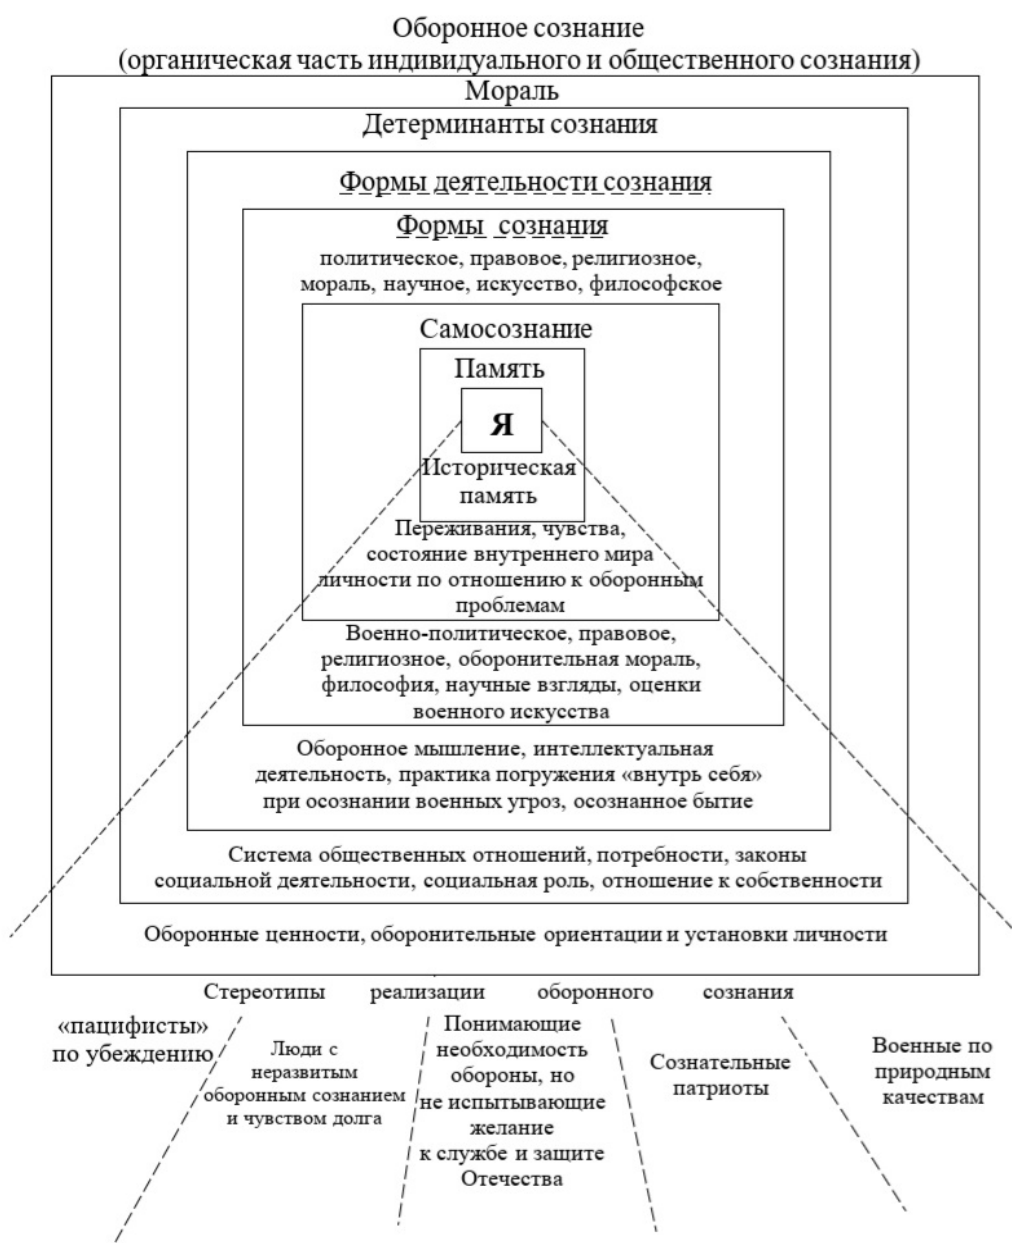 Оборонное сознание
(органическая часть индивидуального и общественного сознания)
Мораль
Детерминанты сознания
Формы деятельности сознания
Формы сознания
политическое, правовое, религиозное,
мораль, научное, искусство, философское
Самосознание
Память
Я
Историческая
память
Переживания, чувства,
состояние внутреннего мира
личности по отношению к оборонным
проблемам
Военно-политическое, правовое,
религиозное, оборонительная мораль,
философия, научные взгляды, оценки
военного искусства
Оборонное мышление, интеллектуальная
деятельность, практика погружения «внутрь себя»
при осознании военных угроз, осознанное бытие
Система общественных отношений, потребности, законы
социальной деятельности, социальная роль, отношение к собственности
Оборонные ценности, оборонительные ориентации и установки личности
Стереотипы реализации оборонного сознания
«пацифисты»
по убеждению
Люди с
неразвитым
оборонным сознанием
и чувством долга
Понимающие
необходимость
обороны, но
не испытывающие
желание
к службе и защите
Отечества
Сознательные
патриоты
Военные по
природным
качествам